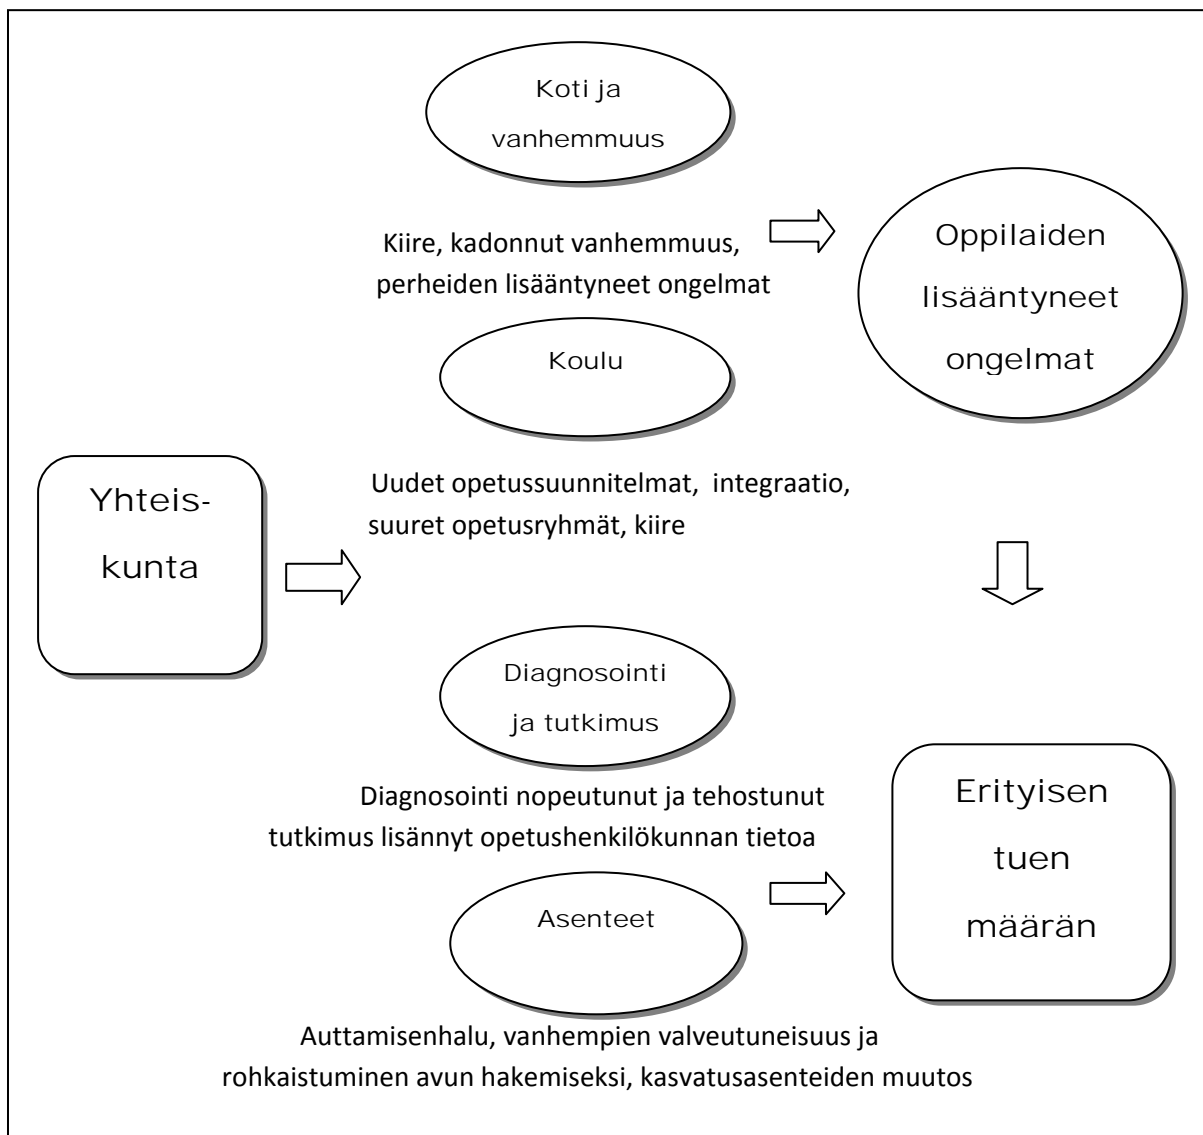 Koti ja
vanhemmuus
Kiire, kadonnut vanhemmuus,
perheiden lisääntyneet ongelmat
Oppilaiden
lisääntyneet
ongelmat
Koulu
Uudet opetussuunnitelmat, integraatio,
suuret opetusryhmät, kiire
Yhteis-
kunta
Diagnosointi
ja tutkimus
Diagnosointi nopeutunut ja tehostunut
tutkimus lisännyt opetushenkilökunnan tietoa
Erityisen
tuen
määrän
Asenteet
Auttamisenhalu, vanhempien valveutuneisuus ja
rohkaistuminen avun hakemiseksi, kasvatusasenteiden muutos